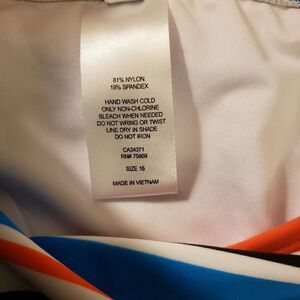 81% NYLON
19% SPANDEX
HAND WASH COLD
ONLY NON-CHLORINE
BLEACH WHEN NEEDED
DO NOT WRING OR TWIST
LINE DRY IN SHADE
DO NOT IRON
CA34371
RN# 75869
SIZE 16
MADE IN VIETNAM